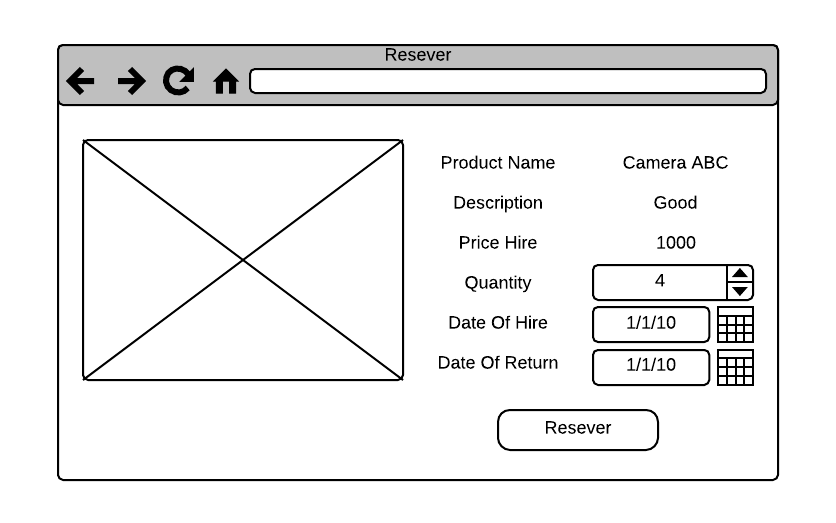 Resever
Product Name Camera ABC
Description Good
Price Hire 1000
Quantity 4
Date Of Hire 1/1/10
Date Of Return 1/1/10
Resever